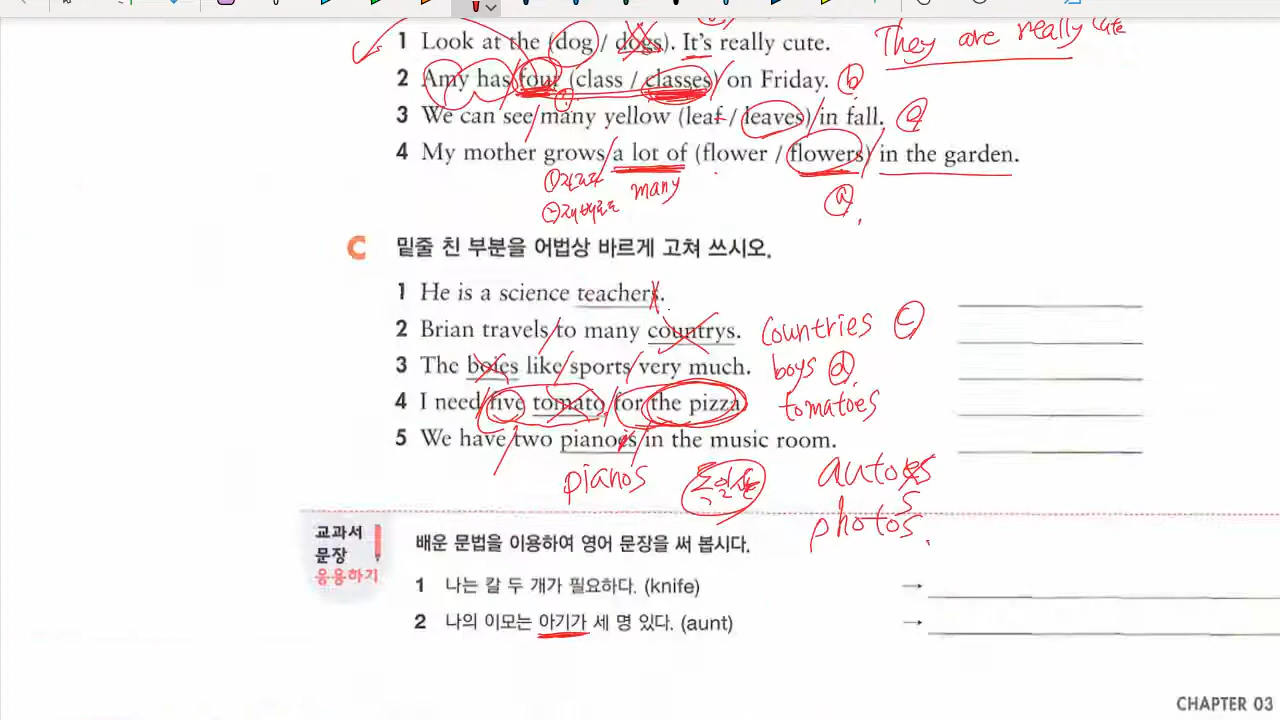 They are really cute
1 Look at the (dog / dogs). It's really cute.
2 Amy has four (class / classes) on Friday. ⓑ
3 We can see many yellow (leaf / leaves) in fall. ⓐ
4 My mother grows a lot of (flower / flowers) in the garden.
many
ⓐ
C 밑줄 친 부분을 어법상 바르게 고쳐 쓰시오.
1 He is a science teachers.
2 Brian travels to many countrys. countries ⓒ
3 The boies like sports very much. boys ⓓ
4 I need five tomato for the pizza. tomatoes
5 We have two pianoes in the music room.
pianos autoes
s
photos.
교과서
문장
응용하기
배운 문법을 이용하여 영어 문장을 써 봅시다.
1 나는 칼 두 개가 필요하다. (knife) →
2 나의 이모는 아기가 세 명 있다. (aunt) →
CHAPTER 03